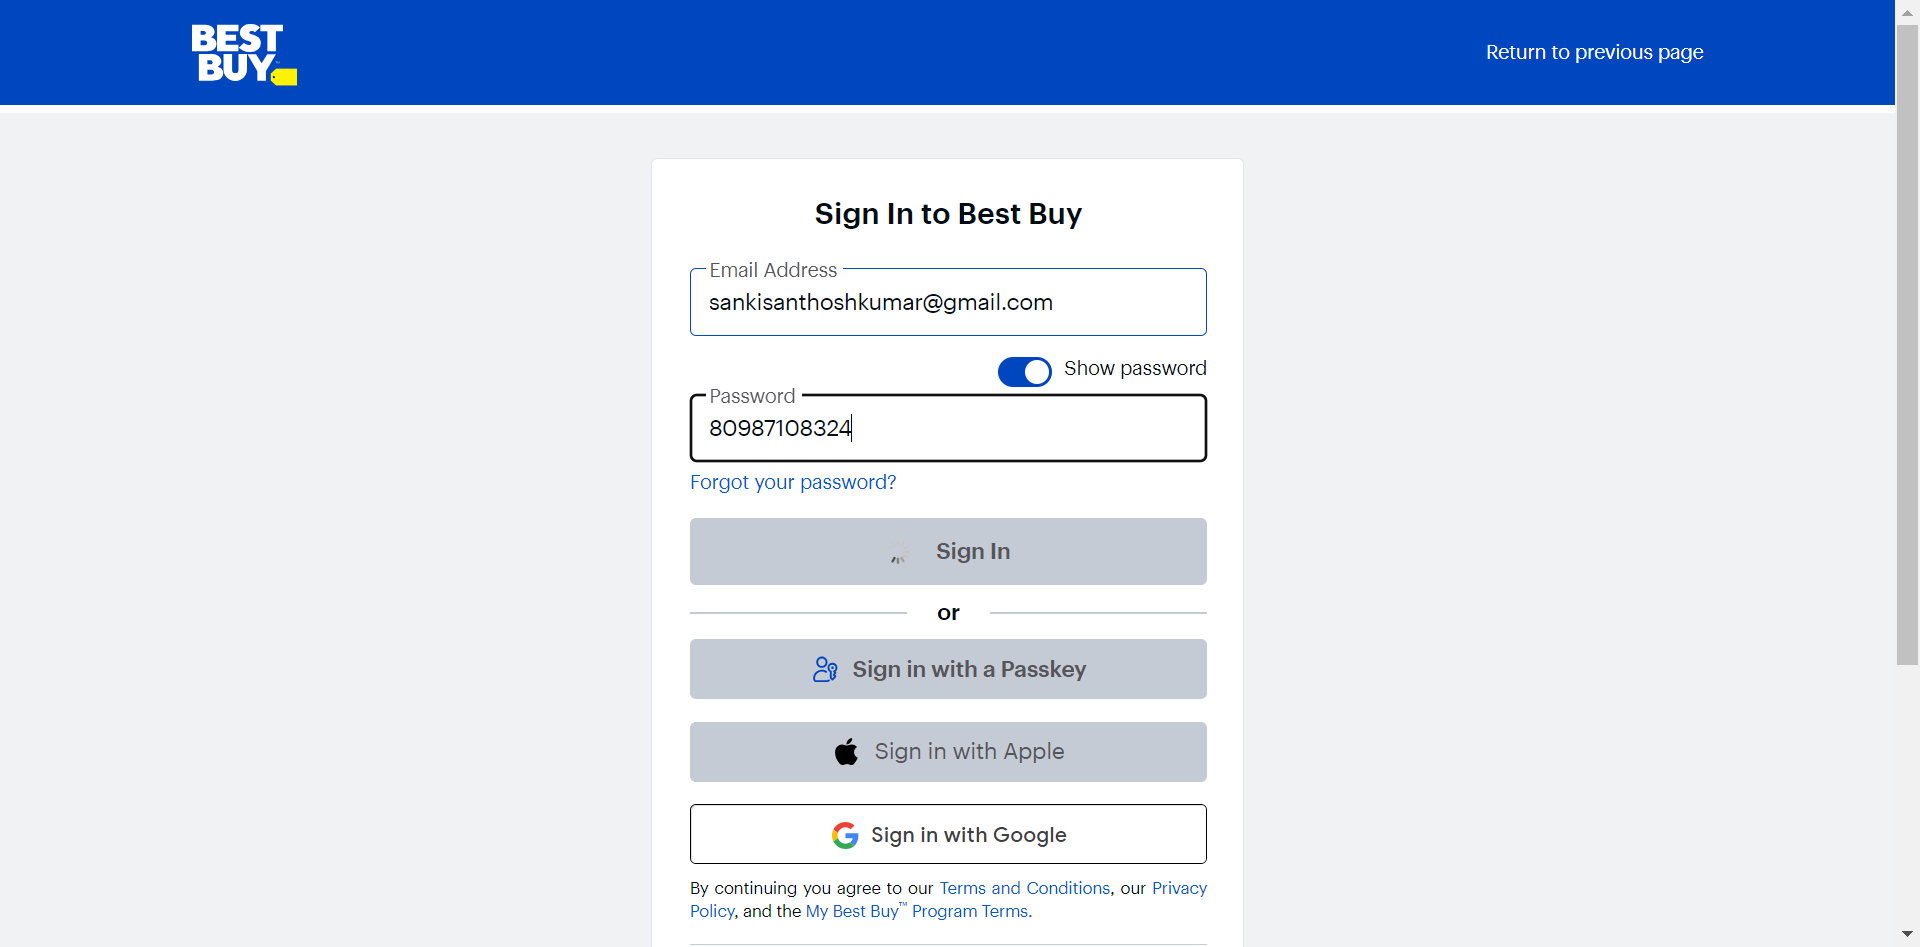 BEST
BUY
Return to previous page
Sign In to Best Buy
Email Address
sankisanthoshkumar@gmail.com
Show password
Password
80987108324
Forgot your password?
Sign In
or
Sign in with a Passkey
Sign in with Apple
Sign in with Google
By continuing you agree to our Terms and Conditions, our Privacy
Policy, and the My Best Buy™ Program Terms.